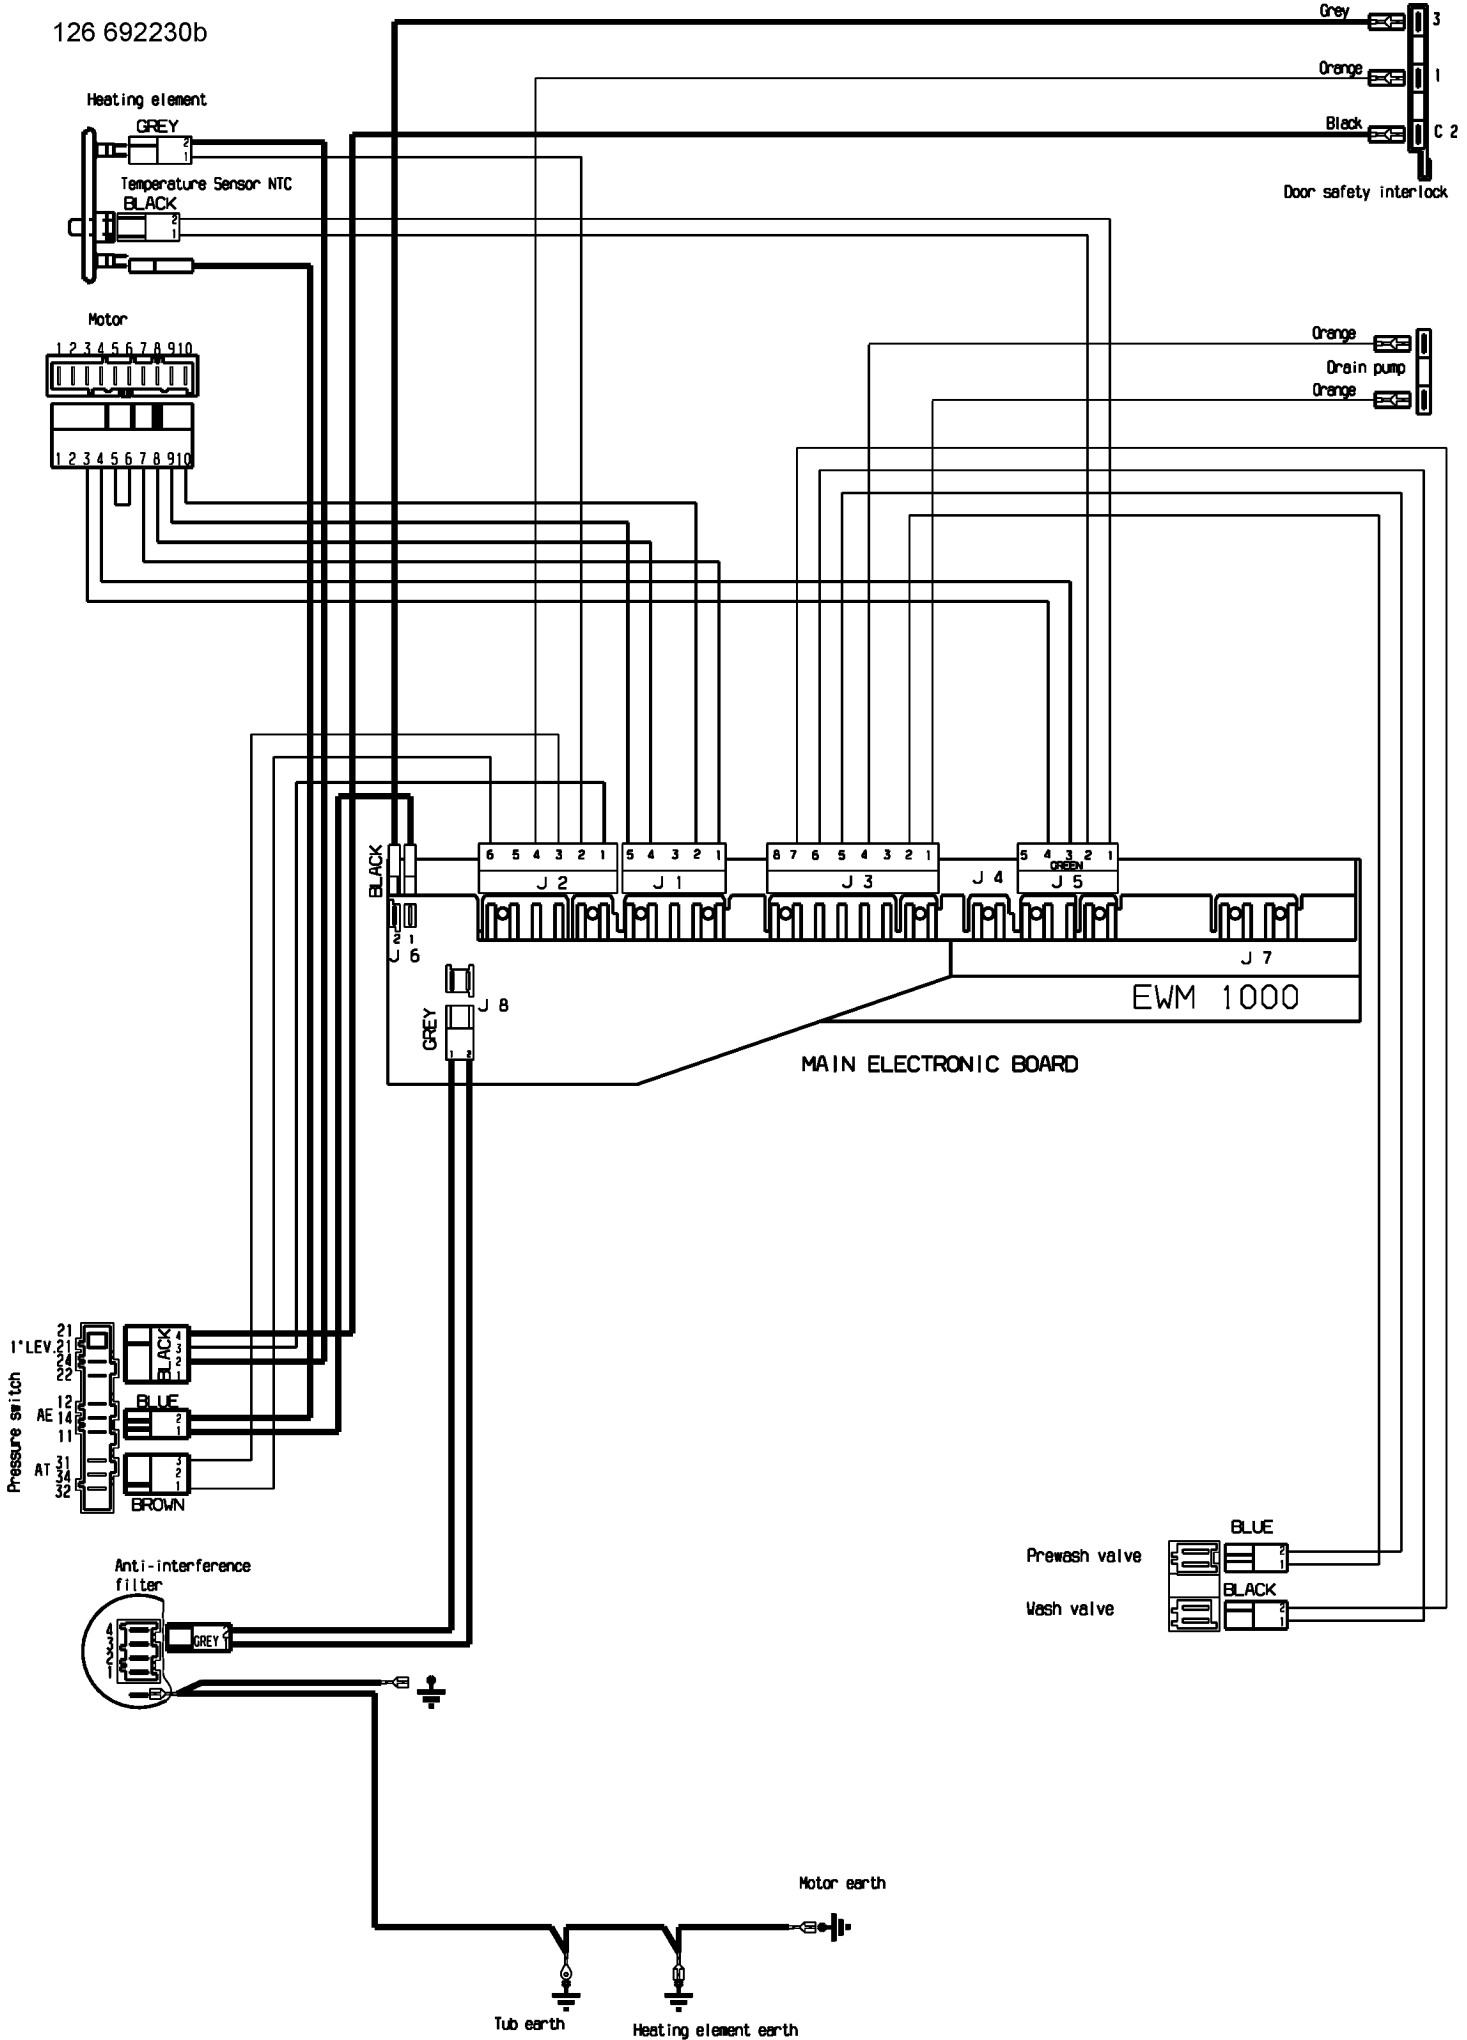 126 692230b
Grey
3
Orange
1
Black
C 2
Door safety interlock
Heating element
GREY
2
1
Temperature Sensor NTC
BLACK
2
1
Motor
1 2 3 4 5 6 7 8 9 10
1 2 3 4 5 6 7 8 9 10
Orange
Drain pump
Orange
BLACK
6 5 4 3 2 1
5 4 3 2 1
8 7 6 5 4 3 2 1
5 4 3 2 1
GREEN
J 2
J 1
J 3
J 4
J 5
2 1
J 6
J 7
J 8
GREY
1 2
EWM 1000
MAIN ELECTRONIC BOARD
Pressure switch
21
1°LEV.21
24
22
BLACK
4
3
2
1
12
AE 14
11
BLUE
2
1
31
AT 34
32
3
2
1
BROWN
Anti-interference
filter
4
3
2
1
GREY
2
1
Prewash valve
BLUE
2
1
Wash valve
BLACK
2
1
Motor earth
Tub earth
Heating element earth